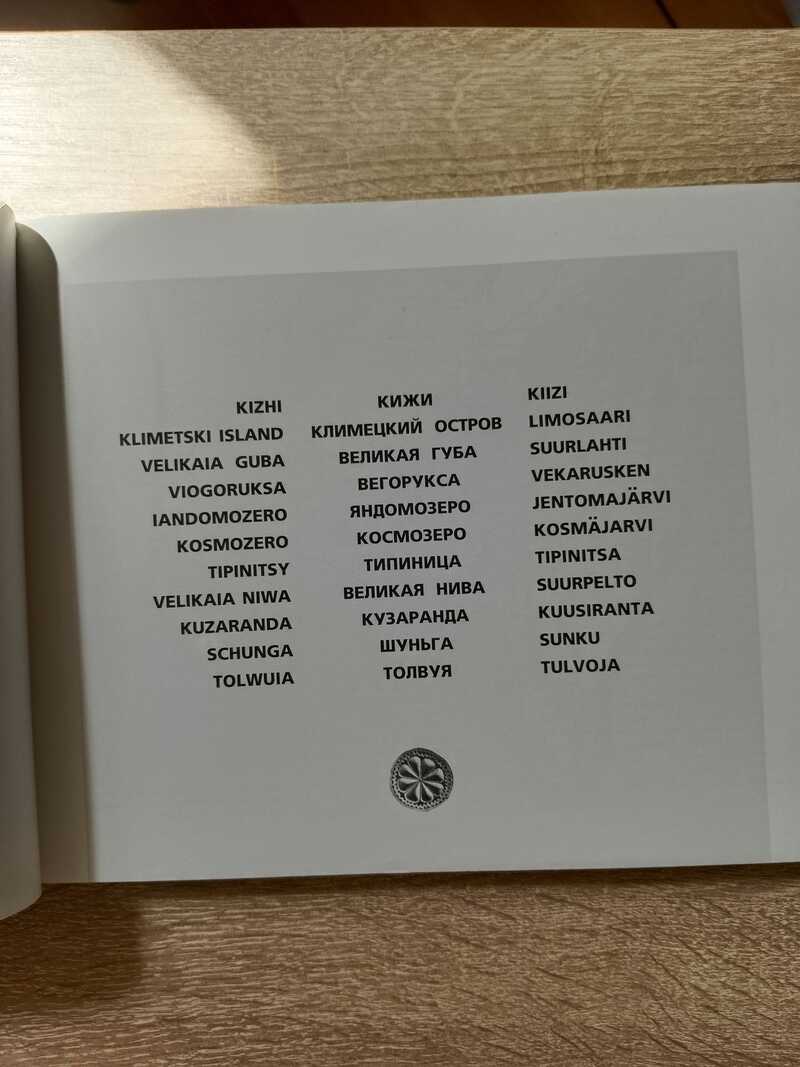 KIZHI КИЖИ KIIZI
KLIMETSKI ISLAND КЛИМЕЦКИЙ ОСТРОВ LIMOSAARI
VELIKAIA GUBA ВЕЛИКАЯ ГУБА SUURLAHTI
VIOGORUKSA ВЕГОРУКСА VEKARUSKEN
IANDOMOZERO ЯНДОМОЗЕРО JENTOMAJÄRVI
KOSMOZERO КОСМОЗЕРО KOSMÄJARVI
TIPINITSY ТИПИНИЦА TIPINITSA
VELIKAIA NIWA ВЕЛИКАЯ НИВА SUURPELTO
KUZARANDA КУЗАРАНДА KUUSIRANTA
SCHUNGA ШУНЬГА SUNKU
TOLWUIA ТОЛВУЯ TULVOJA